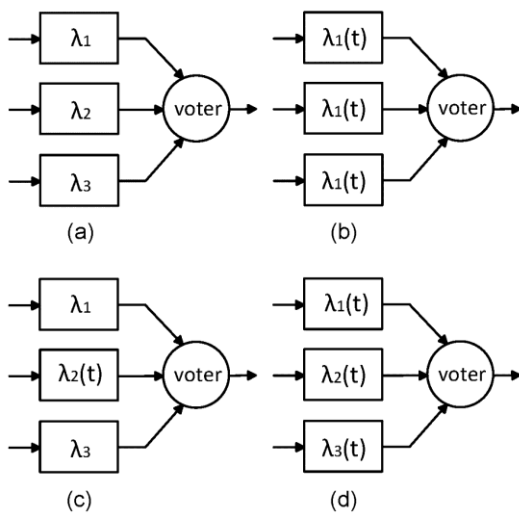 λ₁
λ₂ voter
λ₃
(a)
λ₁(t)
λ₁(t) voter
λ₁(t)
(b)
λ₁
λ₂(t) voter
λ₃
(c)
λ₁(t)
λ₂(t) voter
λ₃(t)
(d)